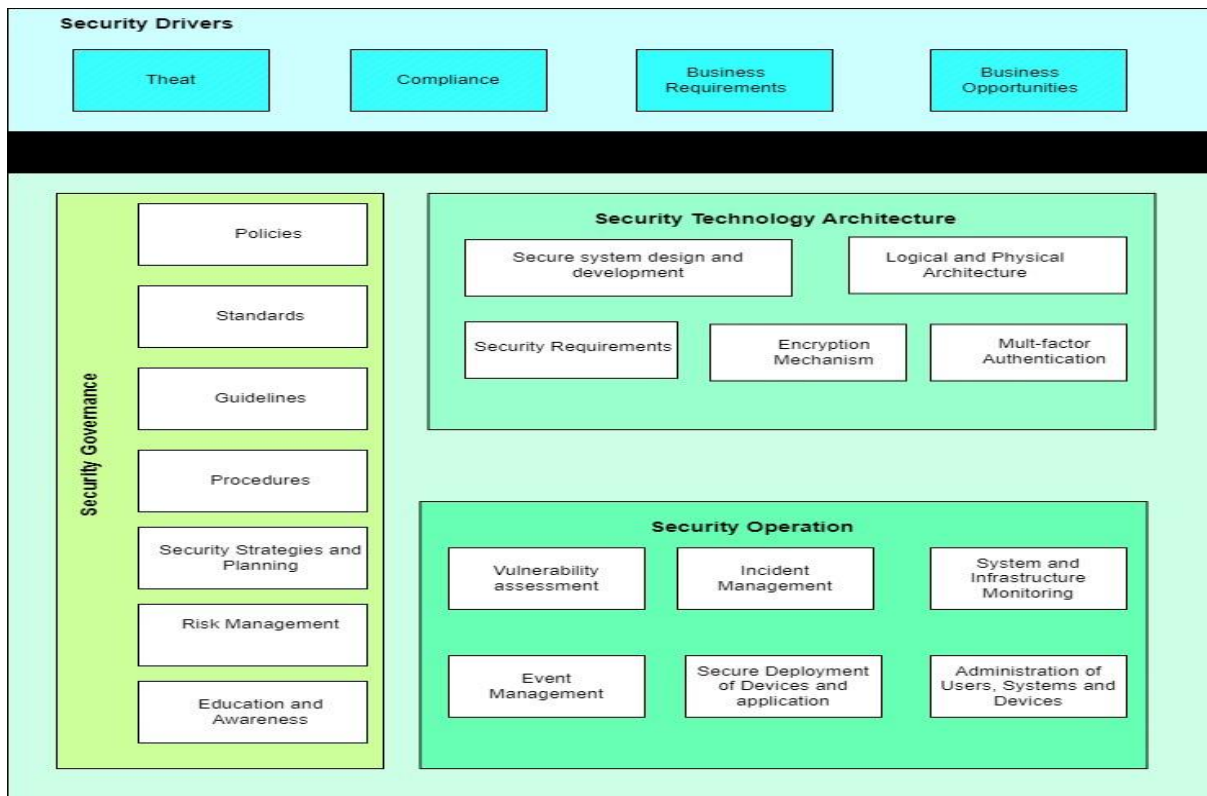 Security Drivers
Theat
Compliance
Business
Requirements
Business
Opportunities
Security Governance
Policies
Standards
Guidelines
Procedures
Security Strategies and
Planning
Risk Management
Education and
Awareness
Security Technology Architecture
Secure system design and
development
Logical and Physical
Architecture
Security Requirements
Encryption
Mechanism
Mult-factor
Authentication
Security Operation
Vulnerability
assessment
Incident
Management
System and
Infrastructure
Monitoring
Event
Management
Secure Deployment
of Devices and
application
Administration of
Users, Systems and
Devices